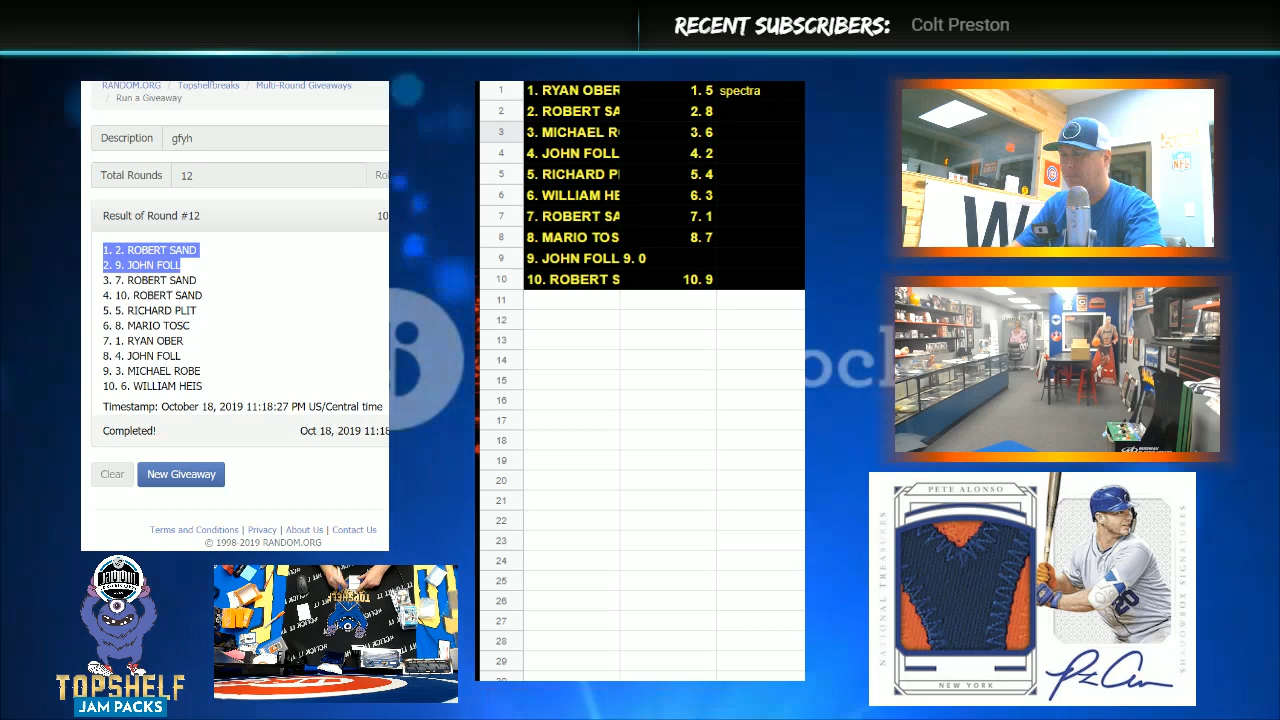 RECENT SUBSCRIBERS: Colt Preston
RANDOM.ORG / Topshelfbreaks / Multi-Round Giveaways
/ Run a Giveaway
Description gfyh
Total Rounds 12
Result of Round #12 10
1. 2. ROBERT SAND
2. 9. JOHN FOLL
3. 7. ROBERT SAND
4. 10. ROBERT SAND
5. 5. RICHARD PLIT
6. 8. MARIO TOSC
7. 1. RYAN OBER
8. 4. JOHN FOLL
9. 3. MICHAEL ROBE
10. 6. WILLIAM HEIS
Timestamp: October 18, 2019 11:18:27 PM US/Central time
Completed! Oct 18, 2019 11:18
Clear New Giveaway
Terms and Conditions | Privacy | About Us | Contact Us
© 1998-2019 RANDOM.ORG
TOPSHELF
JAM PACKS
1 1. RYAN OBER 1. 5 spectra
2 2. ROBERT SA 2. 8
3 3. MICHAEL R 3. 6
4 4. JOHN FOLL 4. 2
5 5. RICHARD PL 5. 4
6 6. WILLIAM HE 6. 3
7 7. ROBERT SA 7. 1
8 8. MARIO TOS 8. 7
9 9. JOHN FOLL 9. 0
10 10. ROBERT S 10. 9
11
12
13
14
15
16
17
18
19
20
21
22
23
24
25
26
27
28
29
W
NFL
PETE ALONSO
NATIONAL TREASURES
SHADOWBOX SIGNATURES
NEW YORK